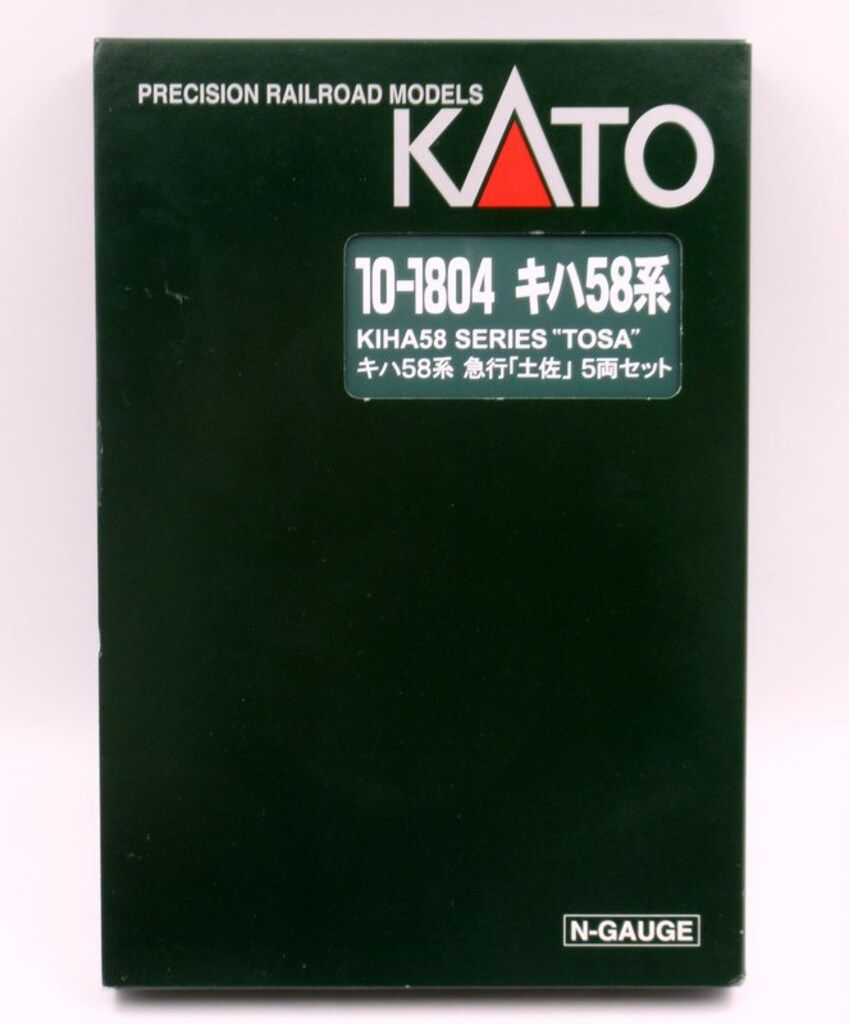 PRECISION RAILROAD MODELS
KATO
10-1804 キハ58系
KIHA58 SERIES "TOSA"
キハ58系 急行「土佐」 5両セット
N-GAUGE